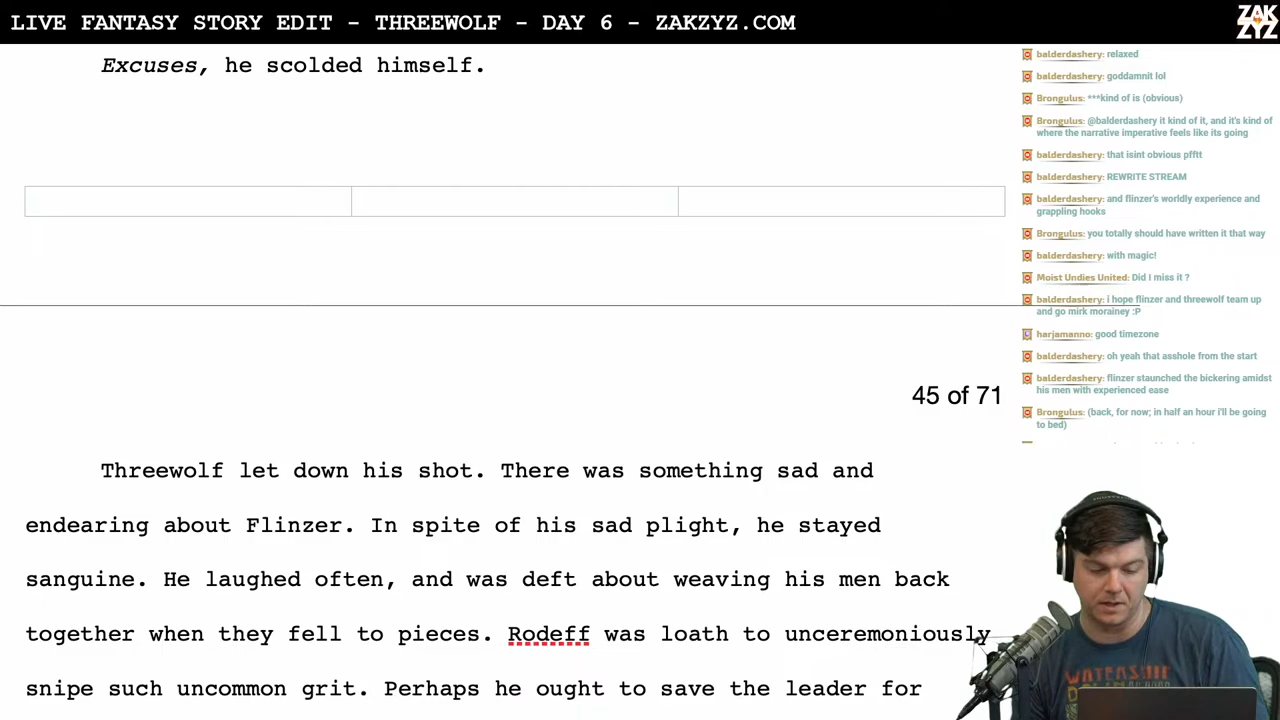 LIVE FANTASY STORY EDIT - THREEWOLF - DAY 6 - ZAKZYZ.COM
ZAK
ZYZ
Excuses, he scolded himself.
45 of 71
Threewolf let down his shot. There was something sad and
endearing about Flinzer. In spite of his sad plight, he stayed
sanguine. He laughed often, and was deft about weaving his men back
together when they fell to pieces. Rodeff was loath to unceremoniously
snipe such uncommon grit. Perhaps he ought to save the leader for
balderdashery: relaxed
balderdashery: goddamnit lol
Brongulus: ***kind of is (obvious)
Brongulus: @balderdashery it kind of it, and it's kind of
where the narrative imperative feels like its going
balderdashery: that isint obvious pfftt
balderdashery: REWRITE STREAM
balderdashery: and flinzer's worldly experience and
grappling hooks
Brongulus: you totally should have written it that way
balderdashery: with magic!
Moist Undies United: Did I miss it ?
balderdashery: i hope flinzer and threewolf team up
and go mirk morainey :P
harjamanno: good timezone
balderdashery: oh yeah that asshole from the start
balderdashery: flinzer staunched the bickering amidst
his men with experienced ease
Brongulus: (back, for now; in half an hour i'll be going
to bed)
WATERSHIP